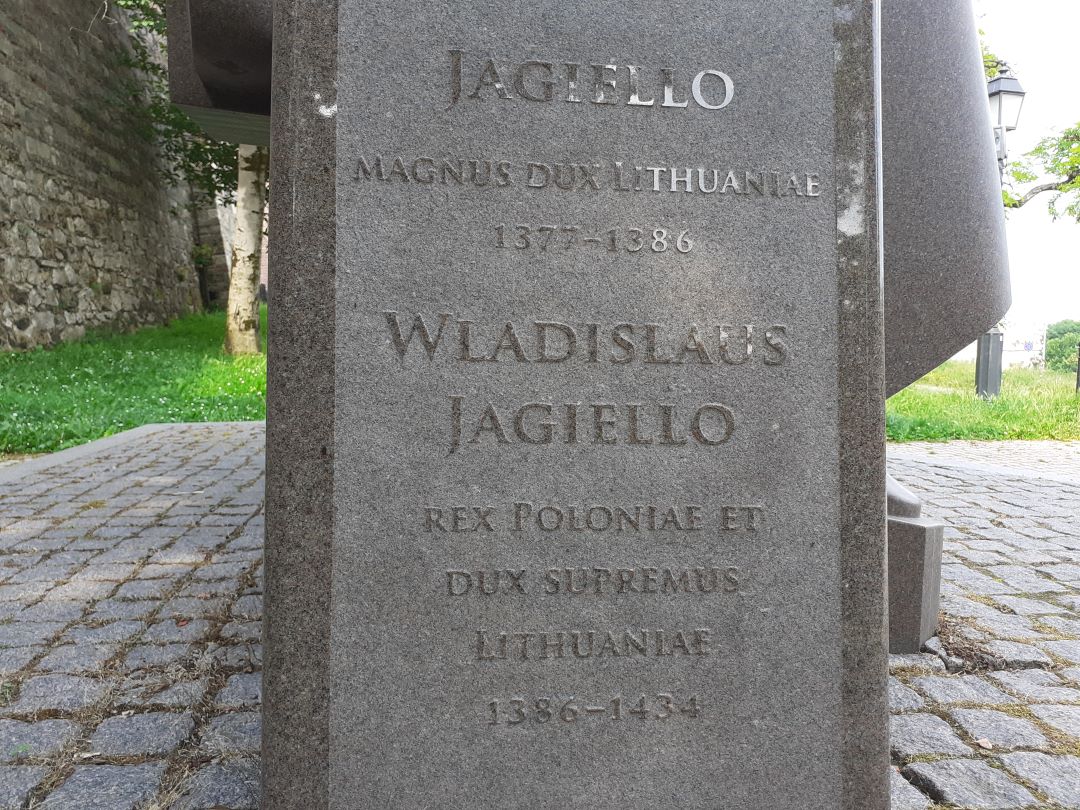 JAGIELLO
MAGNUS DUX LITHUANIAE
1377–1386
WLADISLAUS
JAGIELLO
REX POLONIAE ET
DUX SUPREMUS
LITHUANIAE
1386–1434